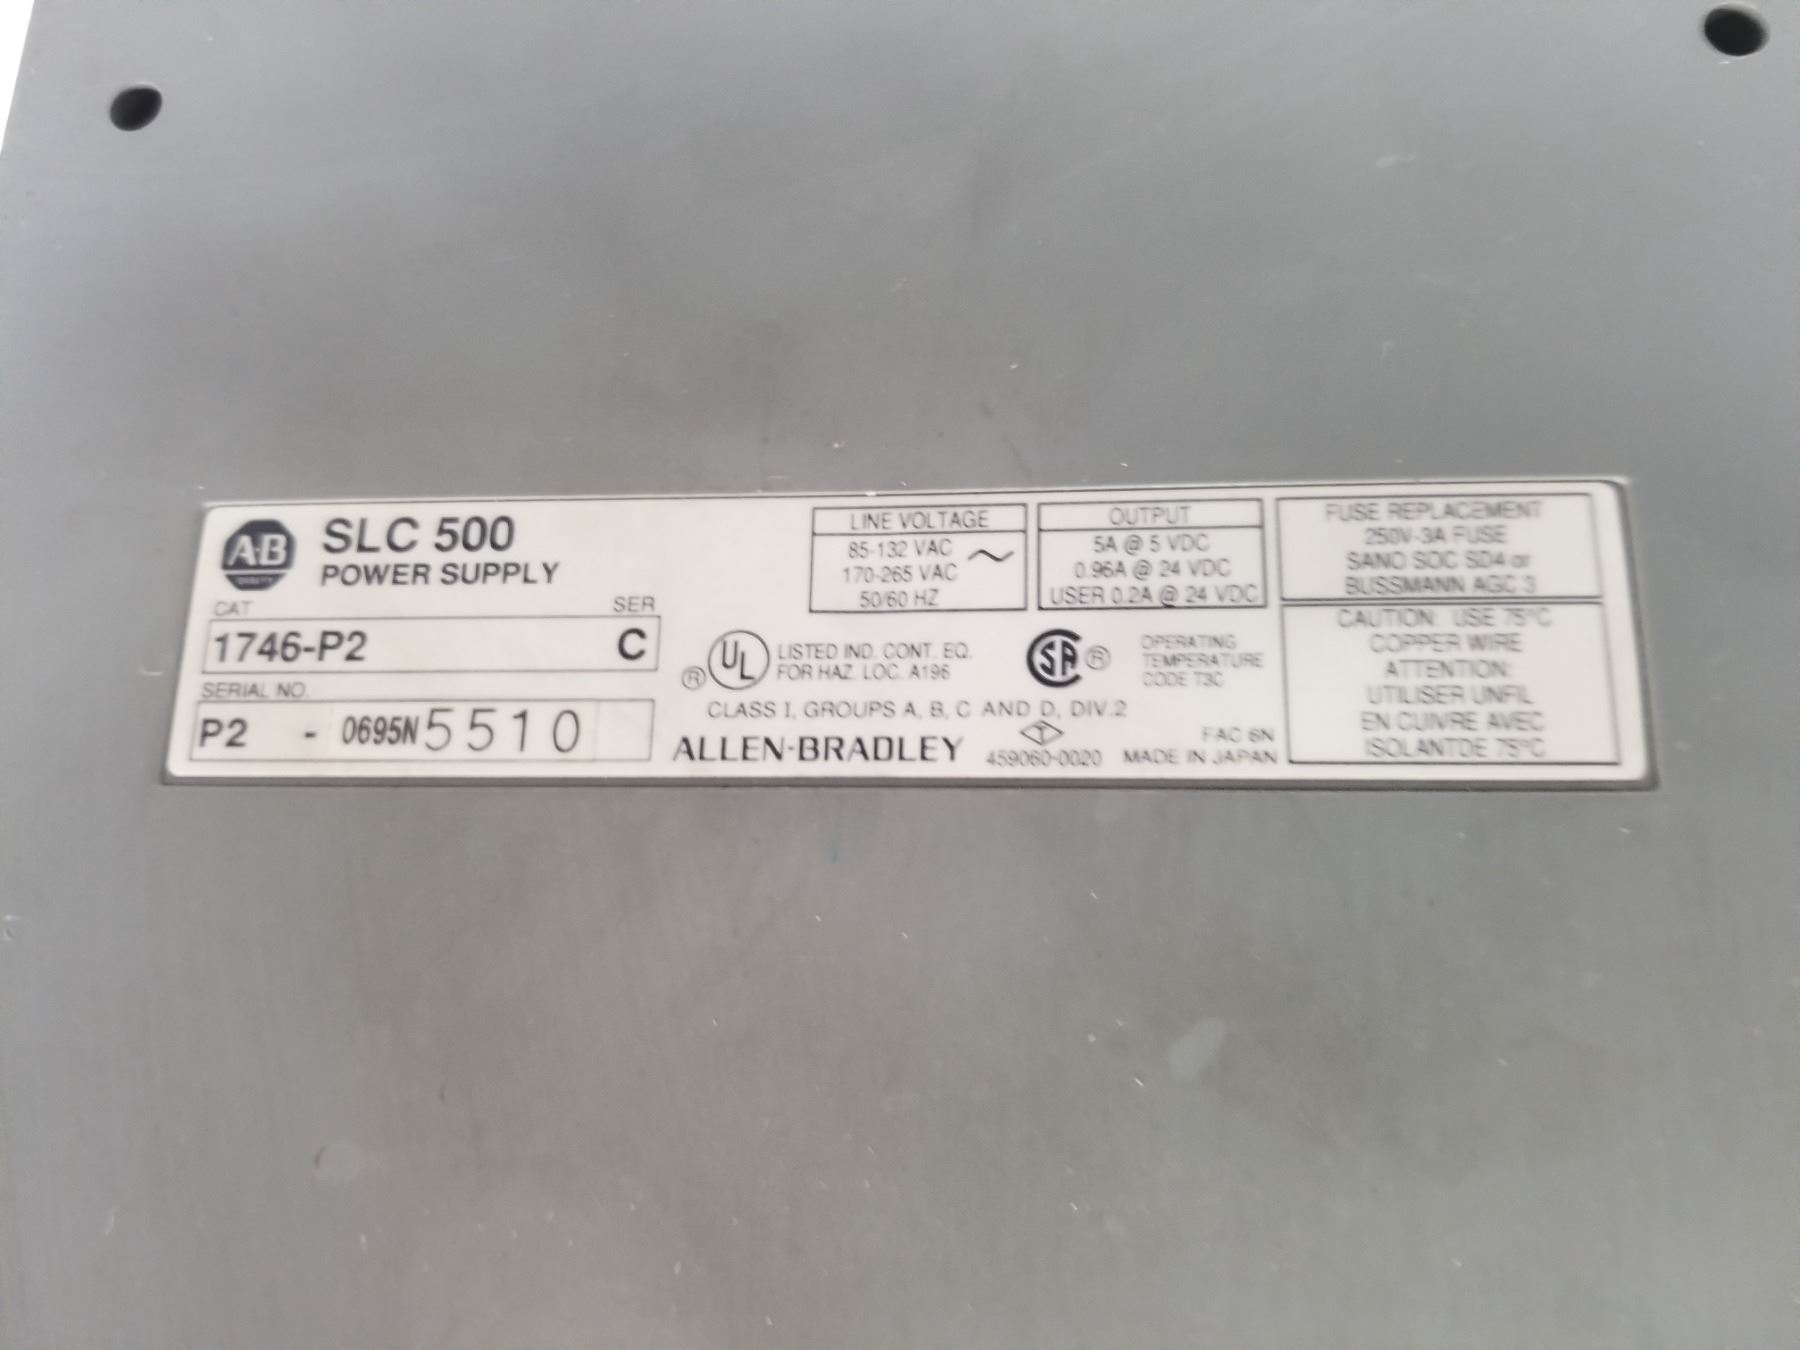 A·B
QUALITY
SLC 500
POWER SUPPLY
CAT
SER
1746-P2
C
SERIAL NO.
P2 - 0695N5510
LINE VOLTAGE
85-132 VAC
170-265 VAC
50/60 HZ
OUTPUT
5A @ 5 VDC
0.96A @ 24 VDC
USER 0.2A @ 24 VDC
FUSE REPLACEMENT
250V-3A FUSE
SANO SOC SD4 or
BUSSMANN AGC 3
CAUTION: USE 75°C
COPPER WIRE
ATTENTION:
UTILISER UNFIL
EN CUIVRE AVEC
ISOLANTDE 75°C
UL
®
LISTED IND. CONT. EQ.
FOR HAZ. LOC. A196
SA ®
OPERATING
TEMPERATURE
CODE T3C
CLASS I, GROUPS A, B, C AND D, DIV.2
ALLEN-BRADLEY
T
459060-0020
FAC 6N
MADE IN JAPAN